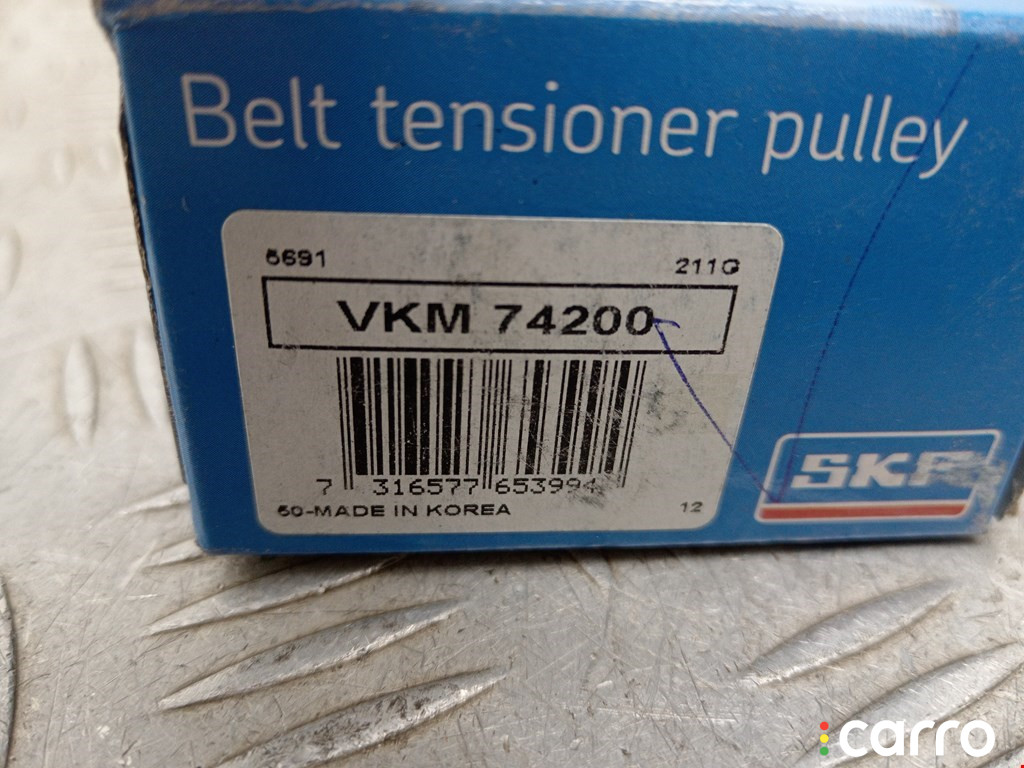 Belt tensioner pulley
5691 211G
VKM 74200
7 316577 653994
50-MADE IN KOREA 12
SKF
carro